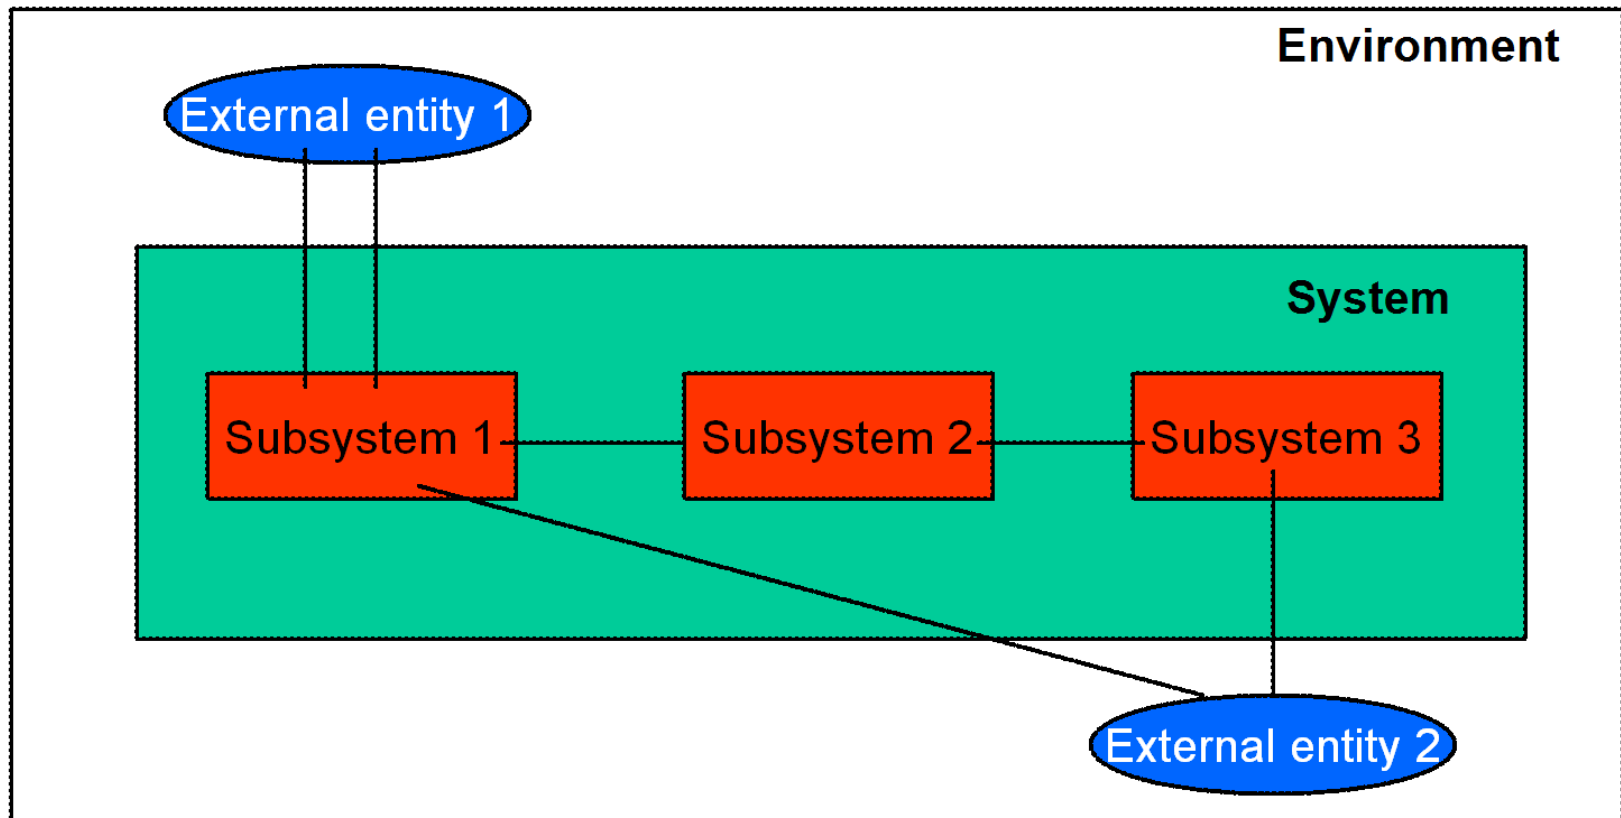 Environment
External entity 1
System
Subsystem 1
Subsystem 2
Subsystem 3
External entity 2